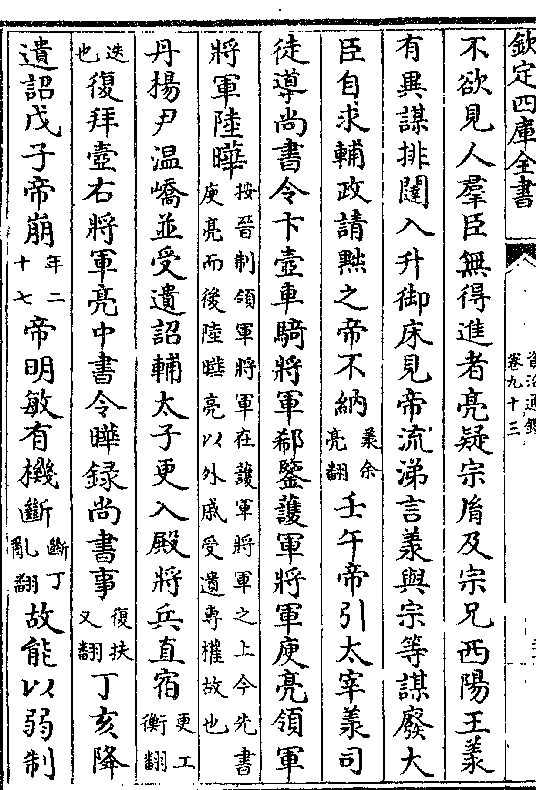 欽定四庫全書
卷九十三
不欲見人羣臣無得進者亮疑宗胤及宗兄西陽王羕
有異謀排闥入升御床見帝流涕言羕與宗等謀廢大
臣自求輔政請黜之帝不納羕余亮翻壬午帝引太宰羕司
徒導尚書令卞壼車騎將軍郗鑒護軍將軍庾亮領軍
將軍陸曄按晉制領軍將軍在護軍將軍之上今先書庾亮而後陸曄亮以外戚受遺專權故也
丹揚尹温嶠並受遺詔輔太子更入殿將兵直宿更工衡翻
迭也復拜壼右將軍亮中書令曄録尚書事復扶又翻丁亥降
遺詔戊子帝崩年二十七帝明敏有機斷斷丁亂翻故能以弱制